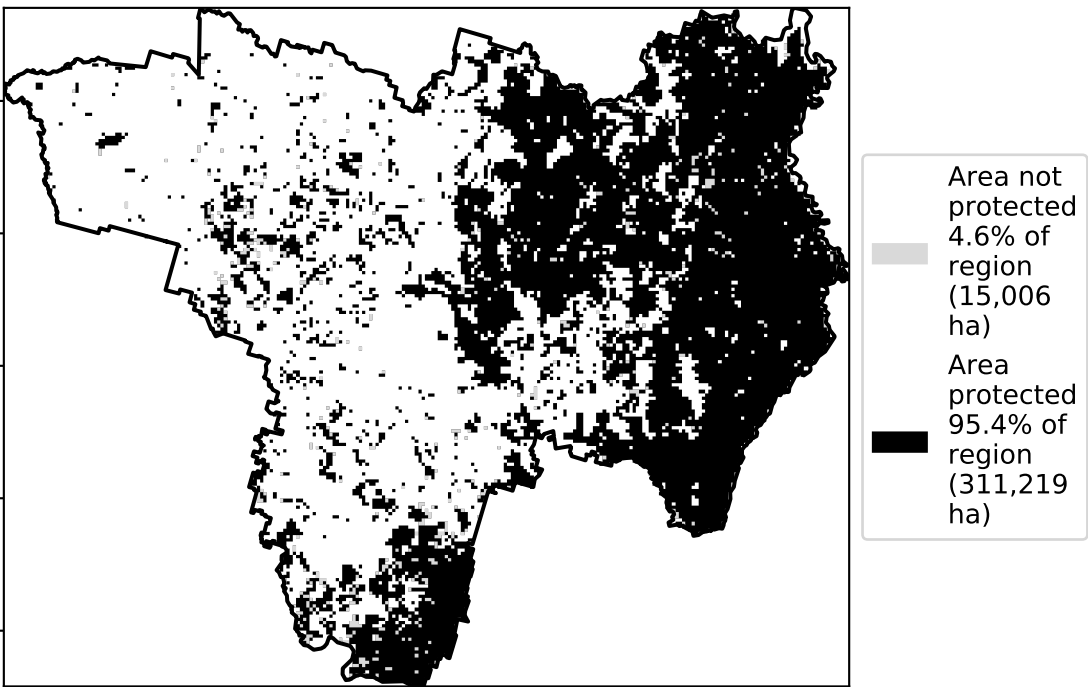 Area not
protected
4.6% of
region
(15,006
ha)
Area
protected
95.4% of
region
(311,219
ha)